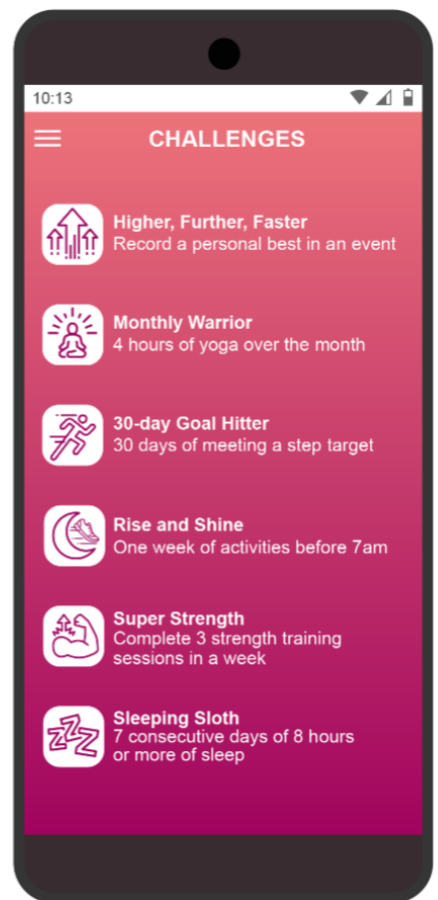 10:13
CHALLENGES
Higher, Further, Faster
Record a personal best in an event
Monthly Warrior
4 hours of yoga over the month
30-day Goal Hitter
30 days of meeting a step target
Rise and Shine
One week of activities before 7am
Super Strength
Complete 3 strength training
sessions in a week
Sleeping Sloth
7 consecutive days of 8 hours
or more of sleep